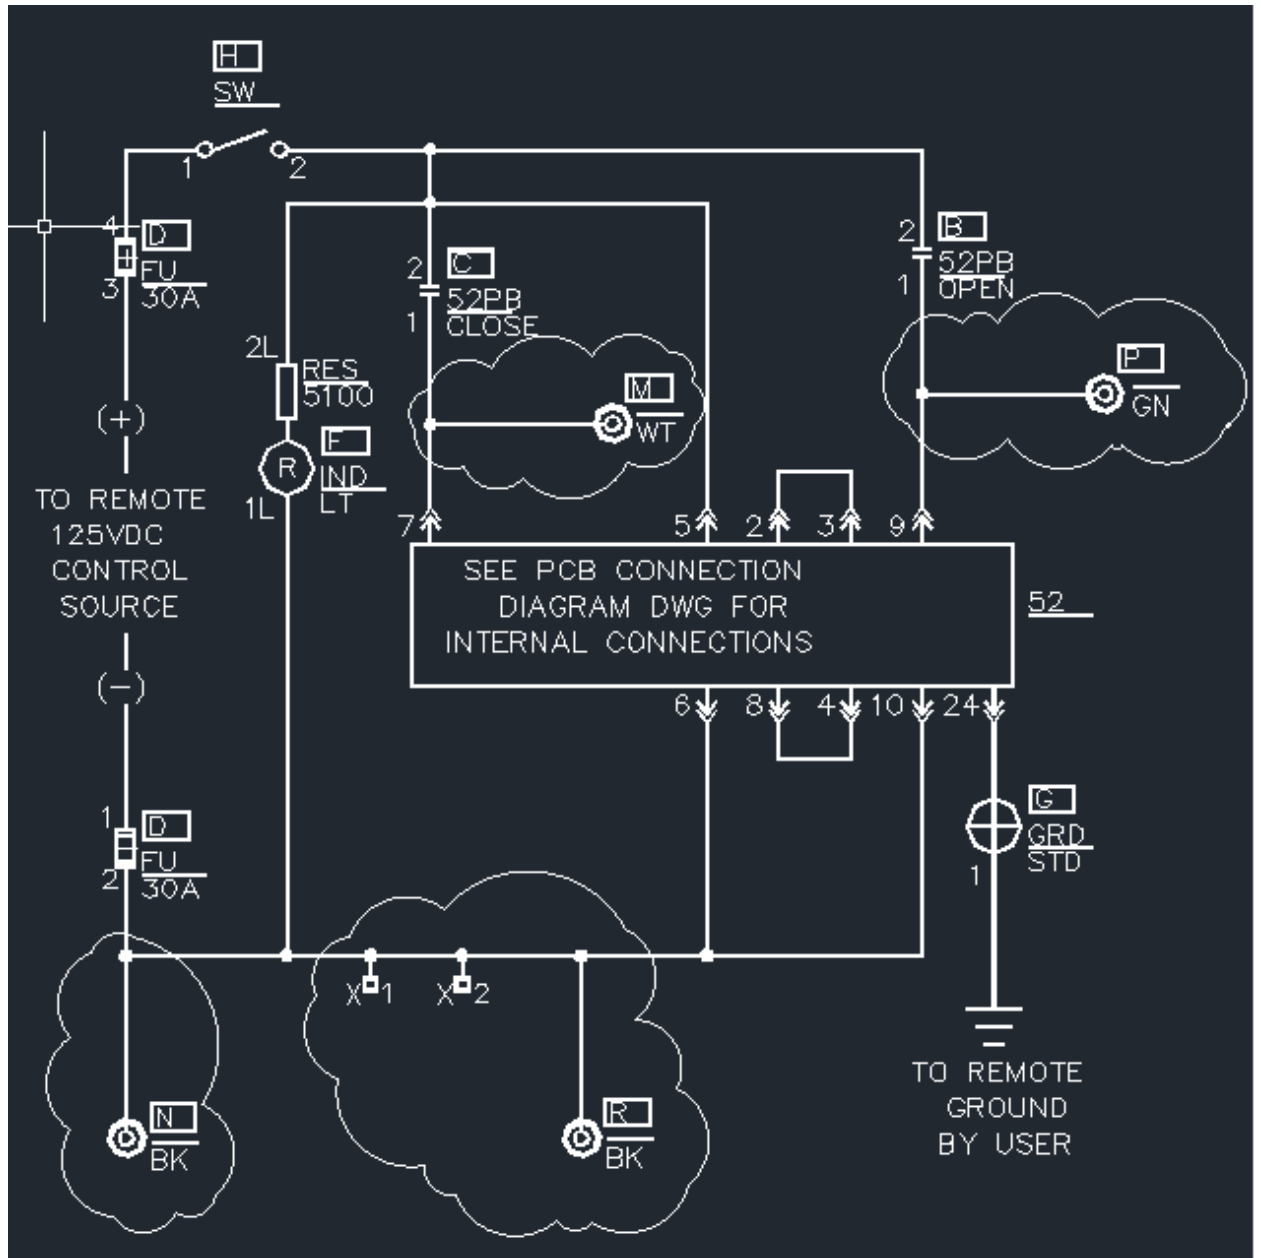 H
SW
1 2
4
D
FU
3
30A
2
B
52PB
1
OPEN
2
C
52PB
1
CLOSE
2L
RES
5100
P
GN
M
WT
(+)
F
R
IND
1L
LT
TO REMOTE
125VDC
CONTROL
SOURCE
7 5 2 3 9
SEE PCB CONNECTION
DIAGRAM DWG FOR
INTERNAL CONNECTIONS
52
(-)
6 8 4 10 24
1
D
FU
2
30A
G
GRD
1
STD
X 1 X 2
TO REMOTE
GROUND
BY USER
N
BK
R
BK